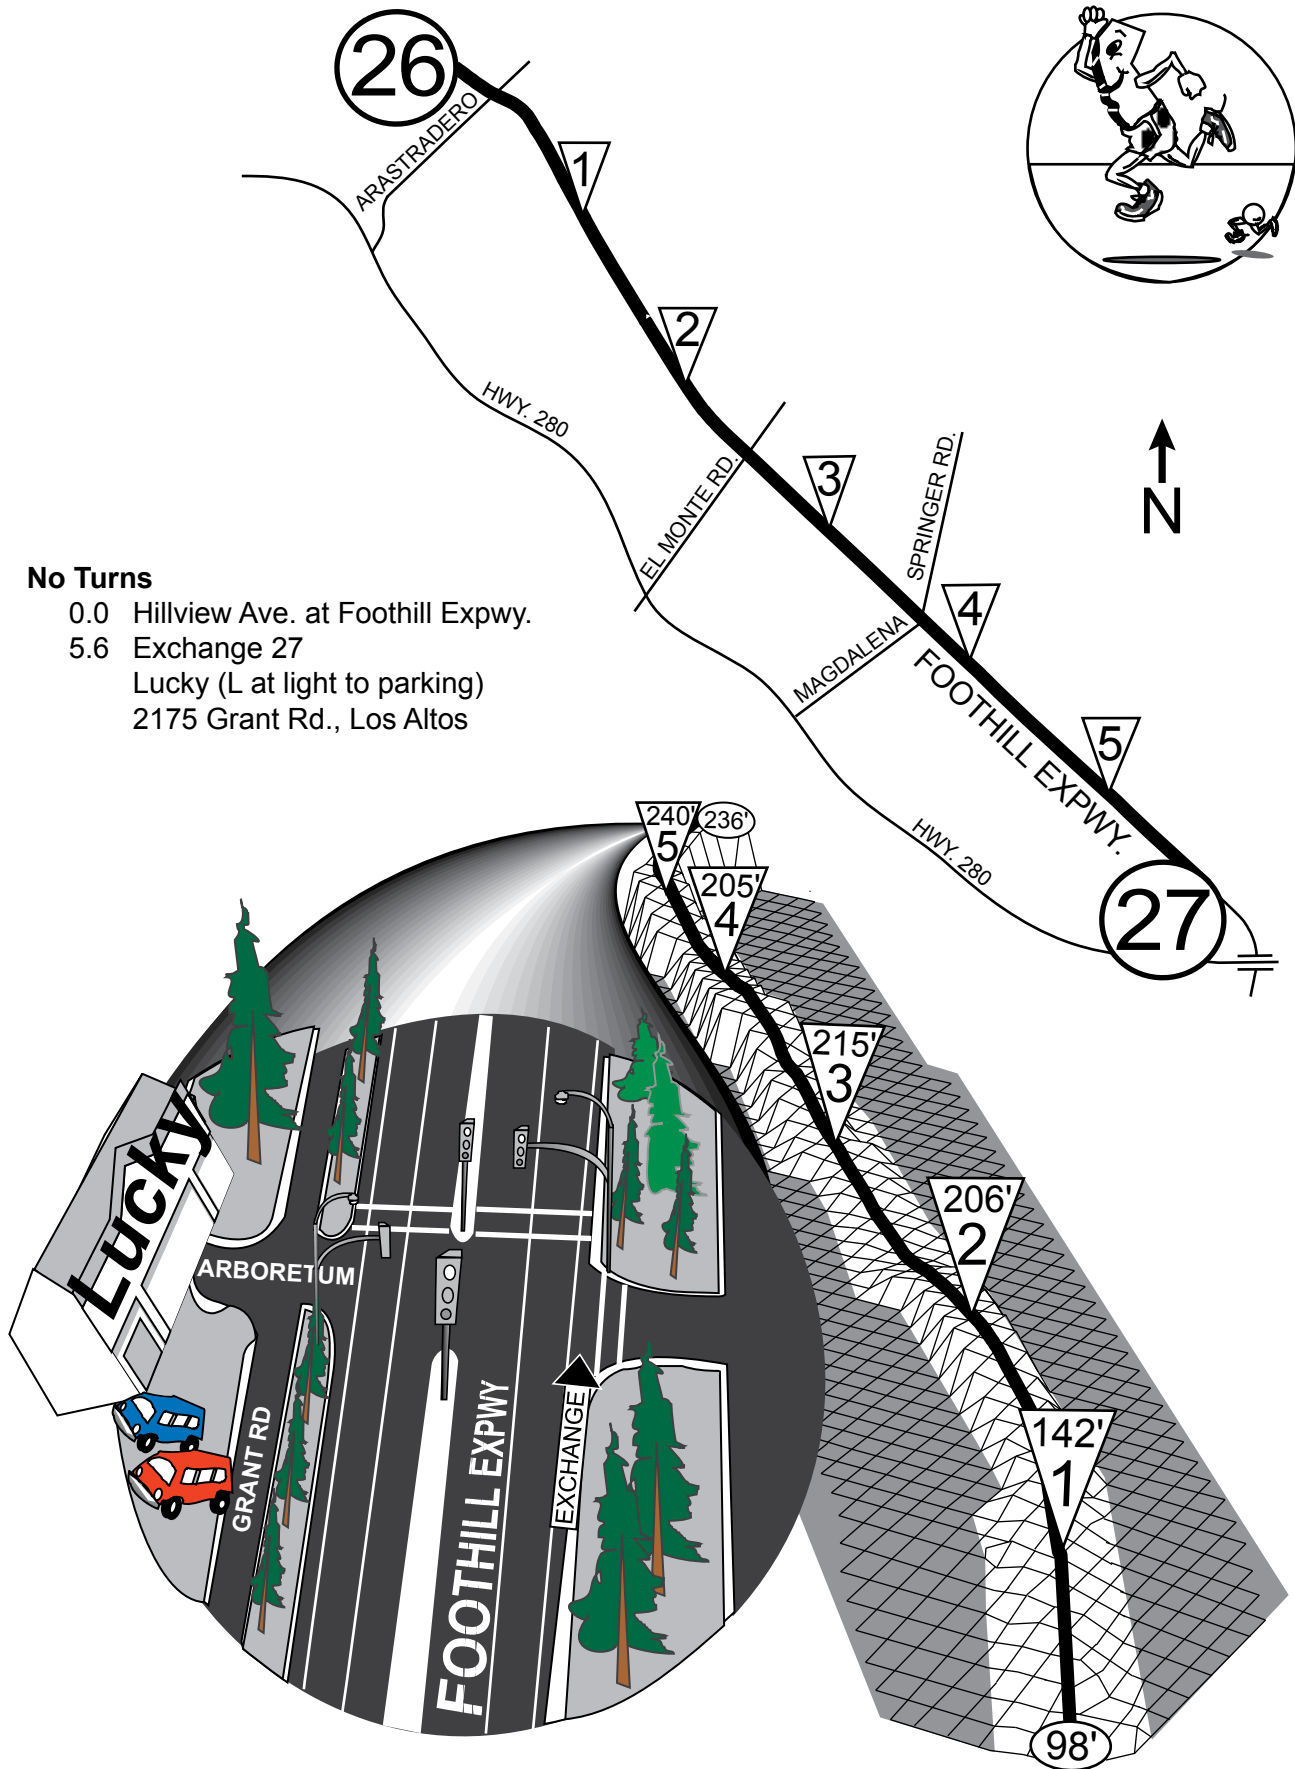 26
ARASTRADERO
1
2
HWY. 280
3
SPRINGER RD.
EL MONTE RD.
N
No Turns
0.0 Hillview Ave. at Foothill Expwy.
5.6 Exchange 27
Lucky (L at light to parking)
2175 Grant Rd., Los Altos
4
MAGDALENA
FOOTHILL EXPWY.
5
HWY. 280
27
240'
5
236'
205'
4
215'
3
206'
2
142'
1
98'
Lucky
ARBORETUM
GRANT RD
FOOTHILL EXPWY
EXCHANGE